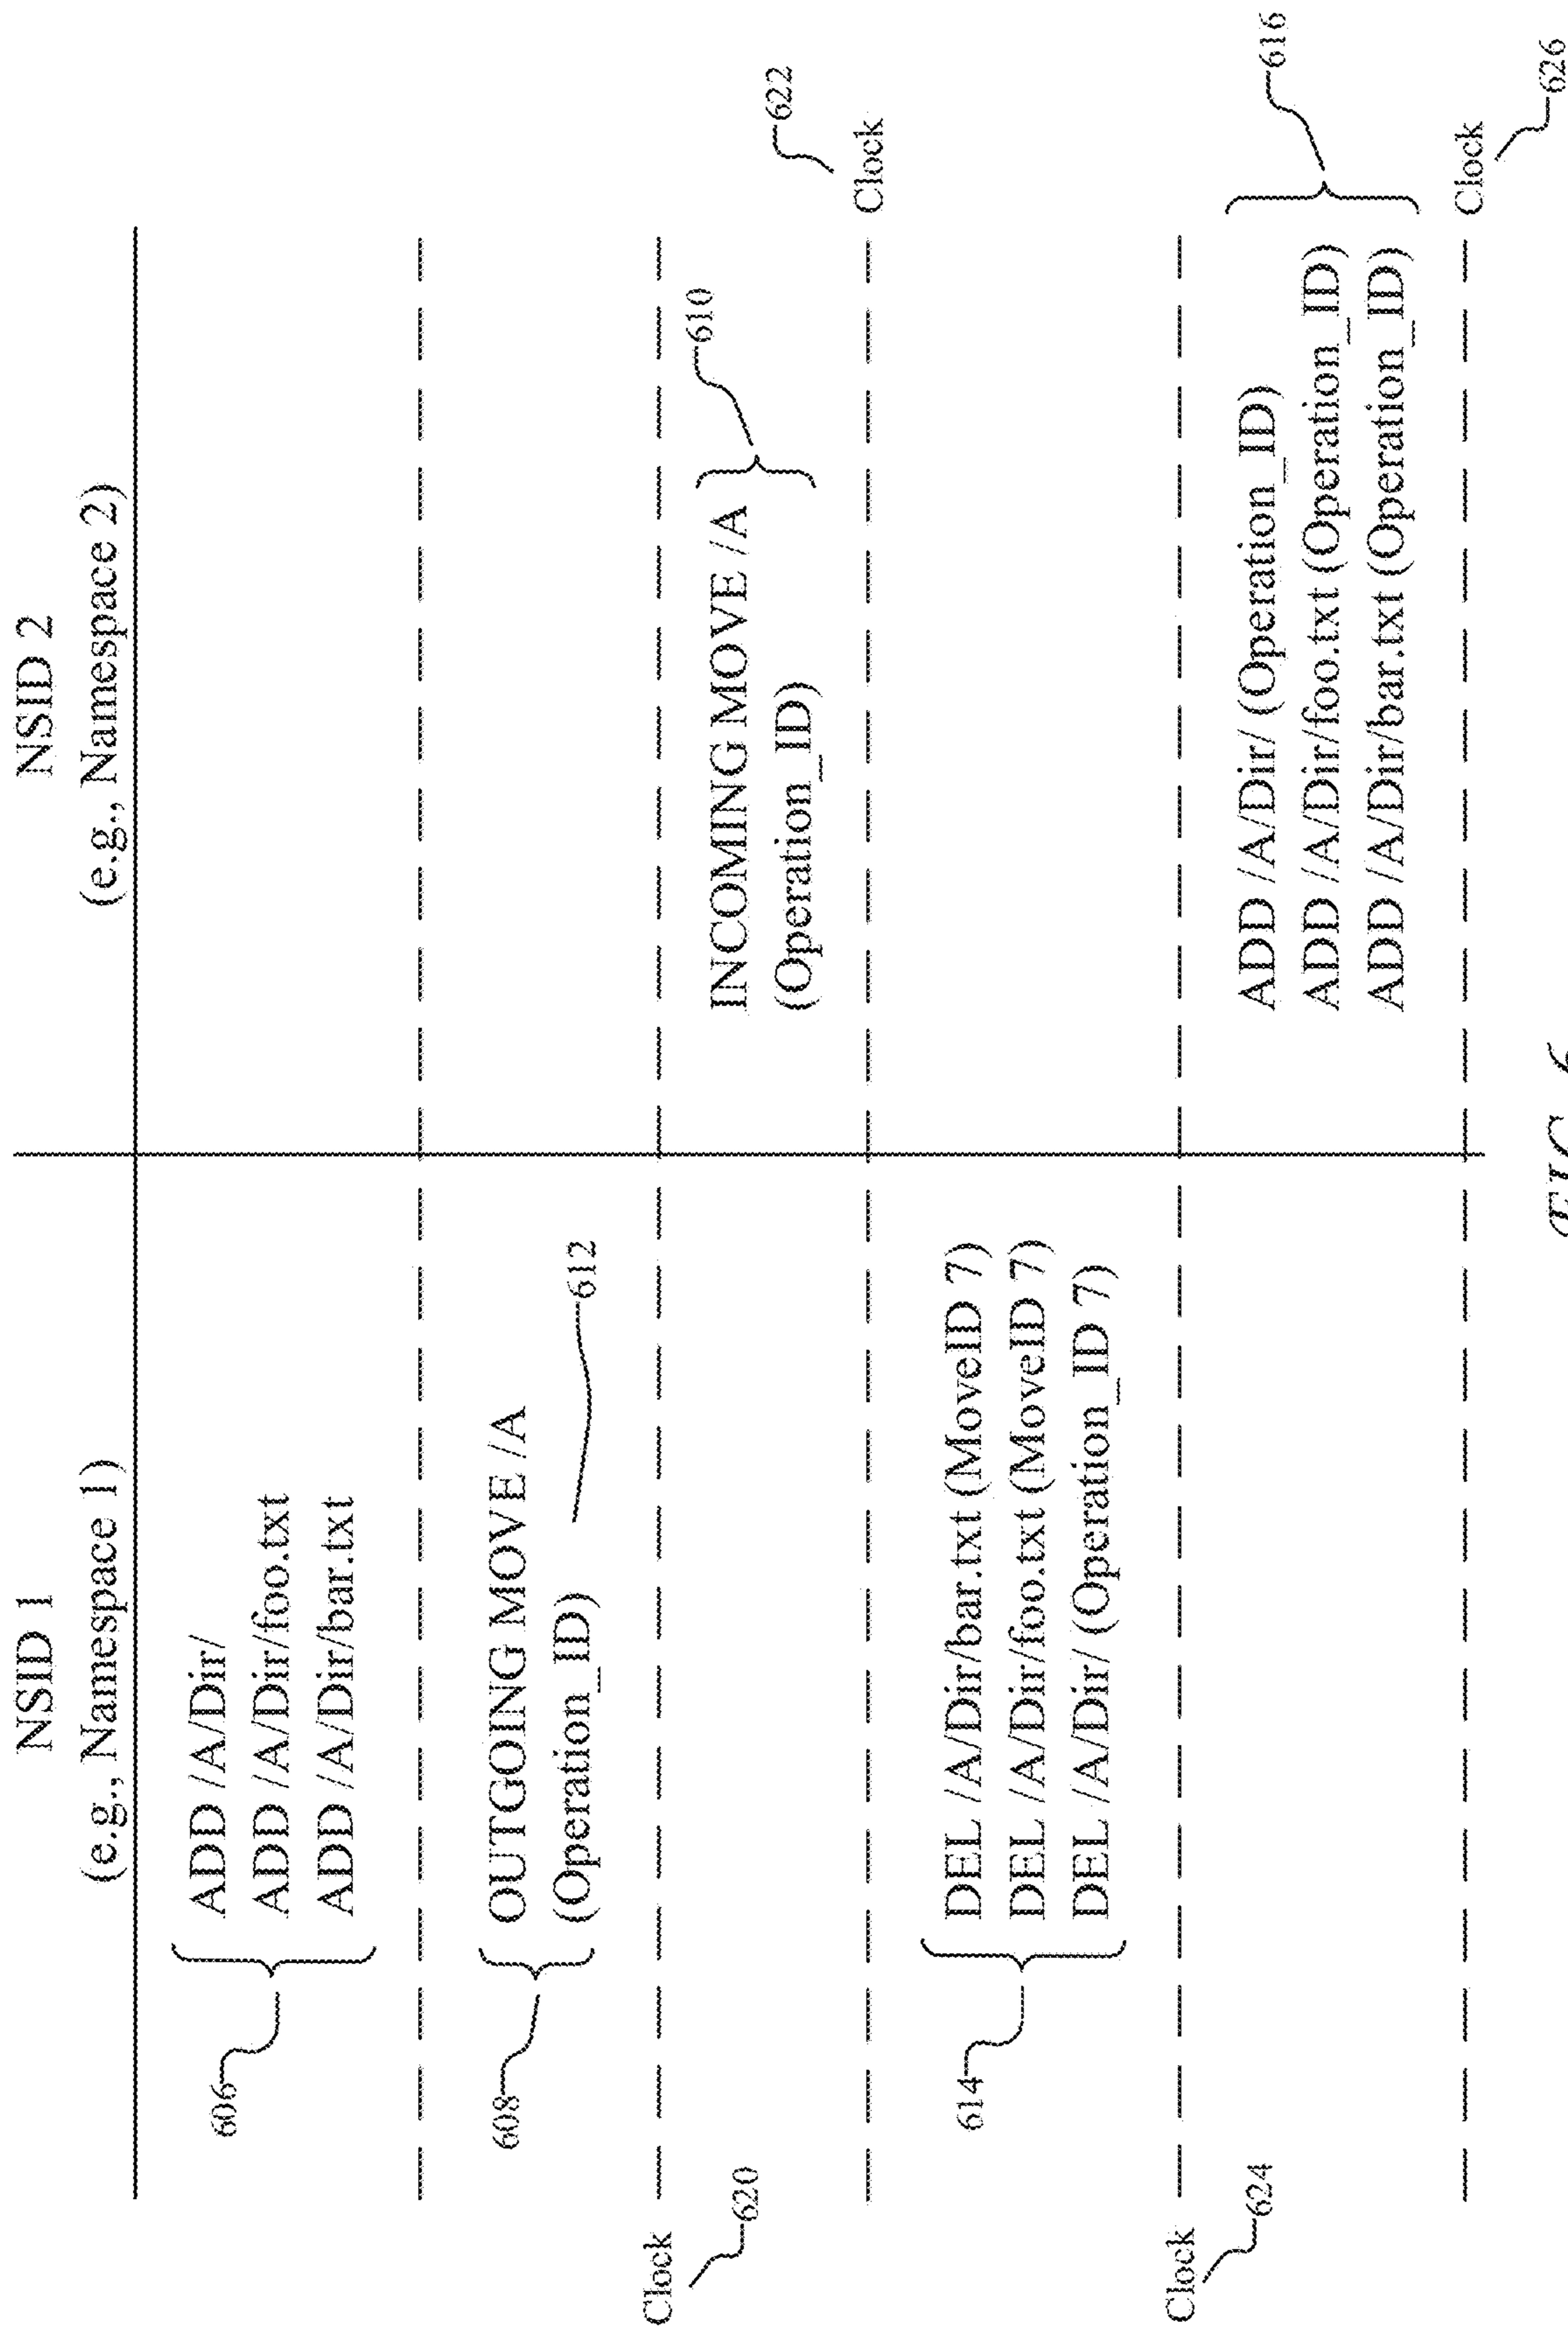 NSID 1
(e.g., Namespace 1)
NSID 2
(e.g., Namespace 2)
606
ADD /A/Dir/
ADD /A/Dir/foo.txt
ADD /A/Dir/bar.txt
608
OUTGOING MOVE /A
(Operation_ID)
612
Clock
620
INCOMING MOVE /A
(Operation_ID)
610
622
Clock
614
DEL /A/Dir/bar.txt (MoveID 7)
DEL /A/Dir/foo.txt (MoveID 7)
DEL /A/Dir/ (Operation_ID 7)
Clock
624
ADD /A/Dir/ (Operation_ID)
ADD /A/Dir/foo.txt (Operation_ID)
ADD /A/Dir/bar.txt (Operation_ID)
616
Clock
626
FIG. 6